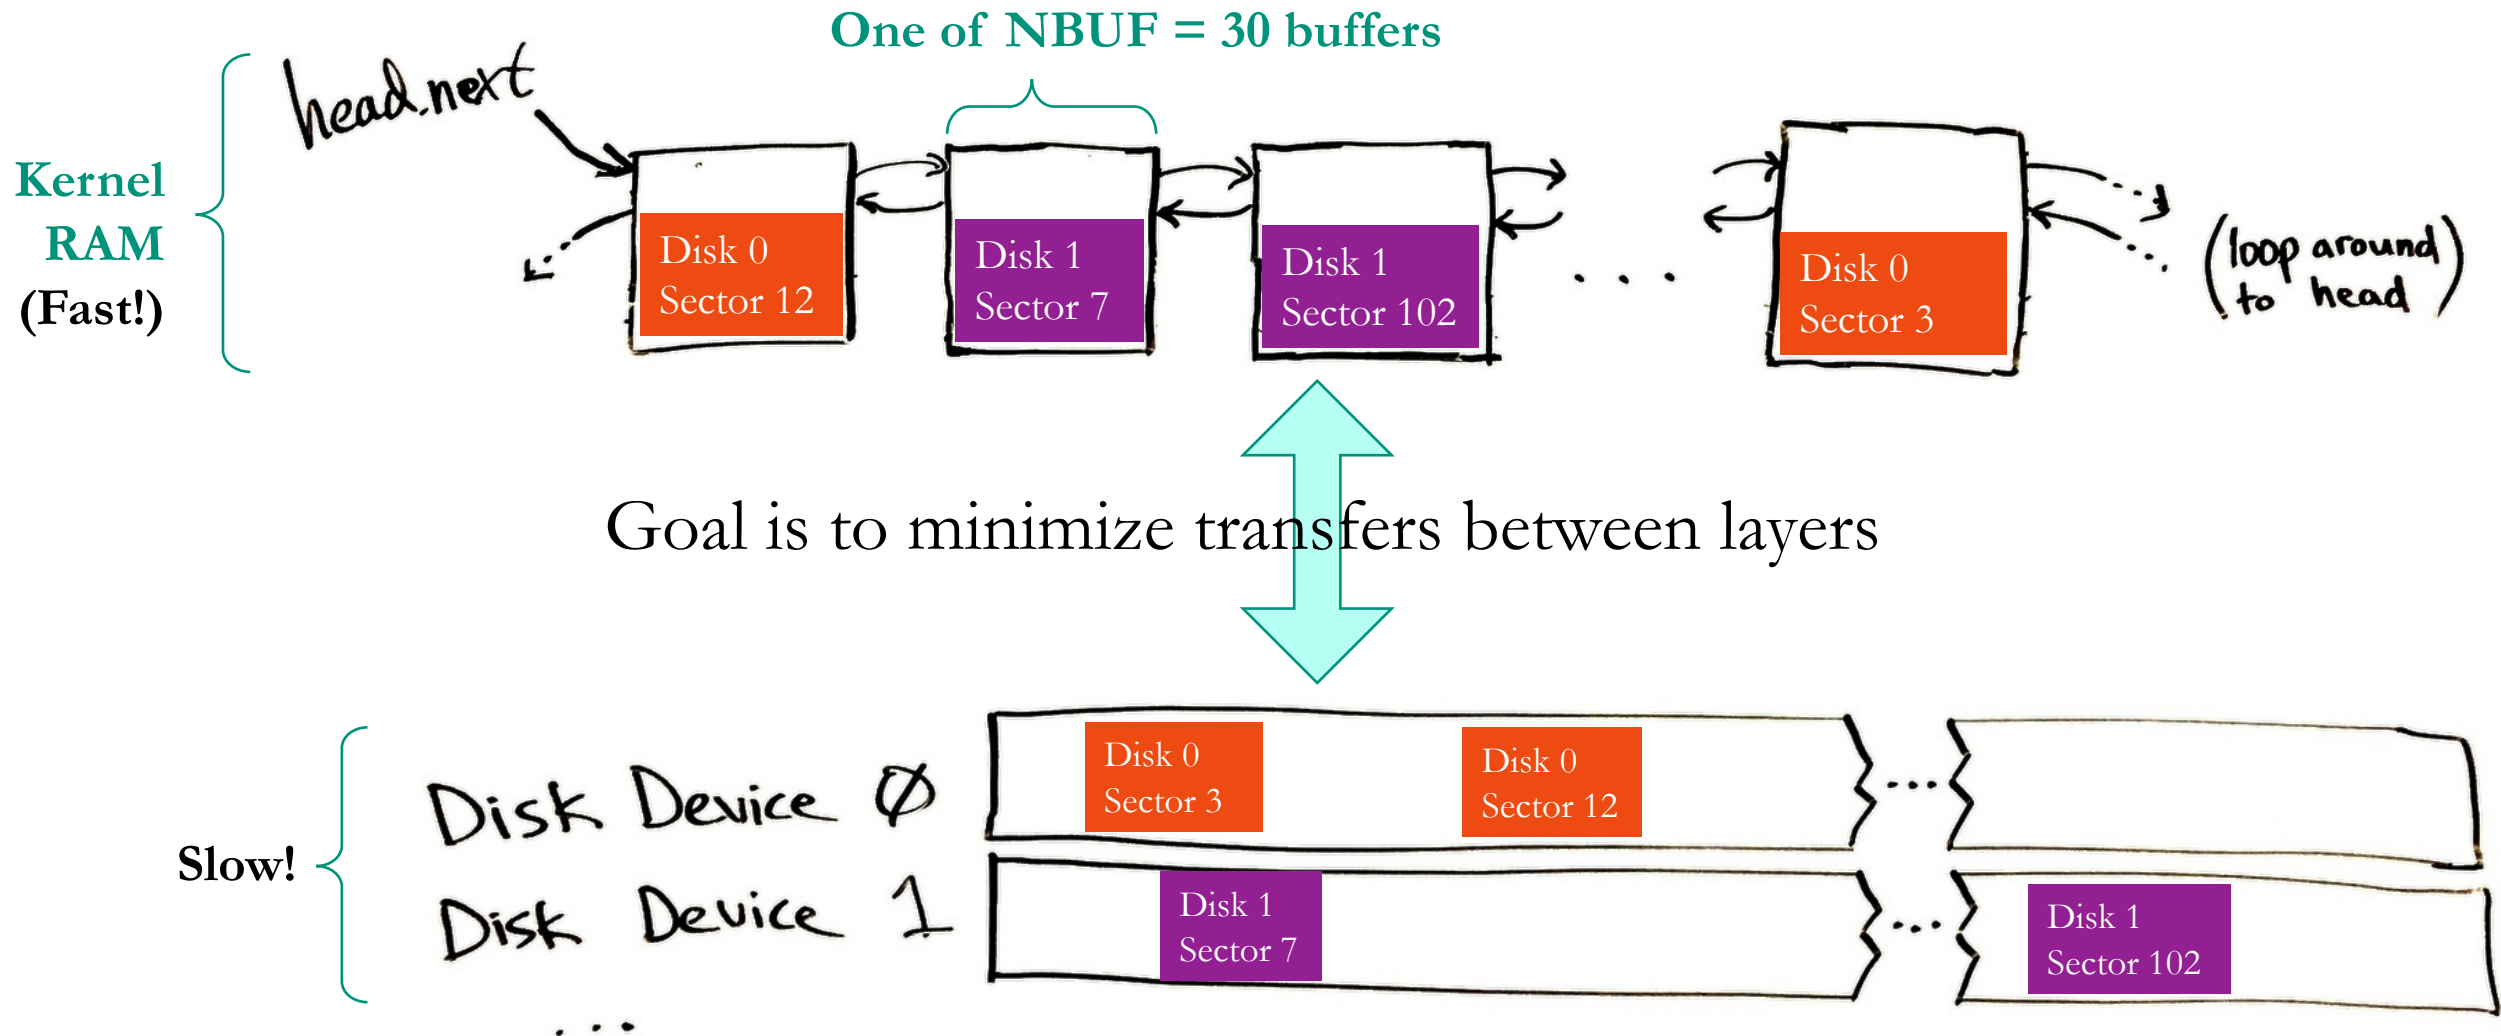 One of NBUF = 30 buffers
head.next
Kernel
RAM
(Fast!)
Disk 0
Sector 12
Disk 1
Sector 7
Disk 1
Sector 102
...
Disk 0
Sector 3
(loop around
to head)
Goal is to minimize transfers between layers
Slow!
Disk Device 0
Disk 0
Sector 3
Disk 0
Sector 12
...
Disk Device 1
Disk 1
Sector 7
...
Disk 1
Sector 102
...